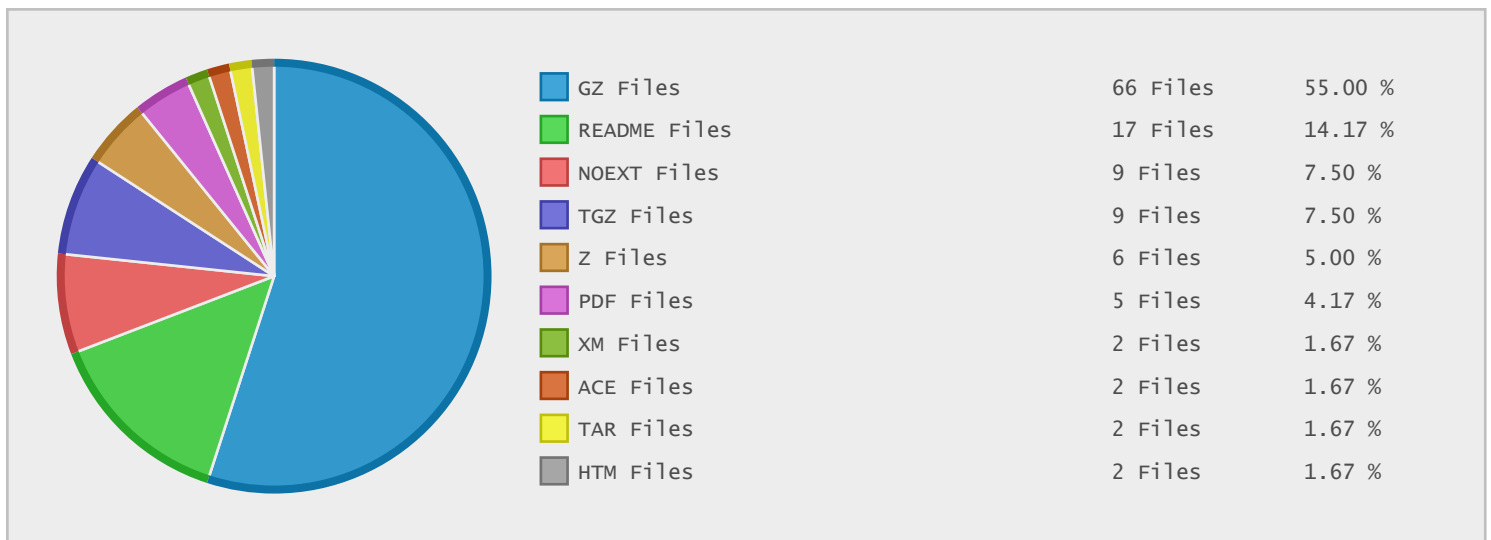 GZ Files 66 Files 55.00 %
README Files 17 Files 14.17 %
NOEXT Files 9 Files 7.50 %
TGZ Files 9 Files 7.50 %
Z Files 6 Files 5.00 %
PDF Files 5 Files 4.17 %
XM Files 2 Files 1.67 %
ACE Files 2 Files 1.67 %
TAR Files 2 Files 1.67 %
HTM Files 2 Files 1.67 %